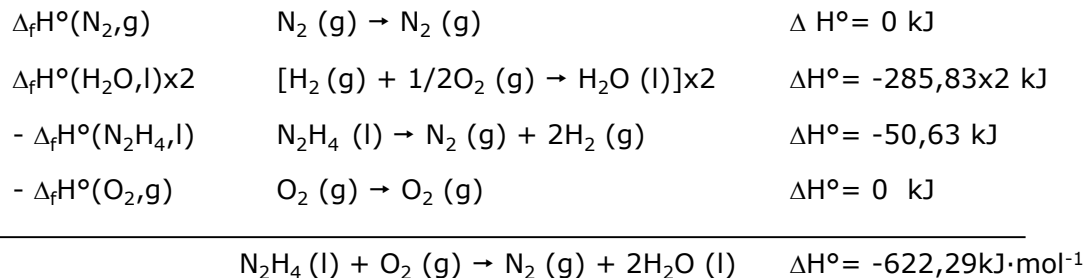 ΔfH°(N₂,g) N₂ (g) → N₂ (g) Δ H°= 0 kJ
ΔfH°(H₂O,l)x2 [H₂ (g) + 1/2O₂ (g) → H₂O (l)]x2 ΔH°= -285,83x2 kJ
- ΔfH°(N₂H₄,l) N₂H₄ (l) → N₂ (g) + 2H₂ (g) ΔH°= -50,63 kJ
- ΔfH°(O₂,g) O₂ (g) → O₂ (g) ΔH°= 0 kJ
N₂H₄ (l) + O₂ (g) → N₂ (g) + 2H₂O (l) ΔH°= -622,29kJ·mol⁻¹